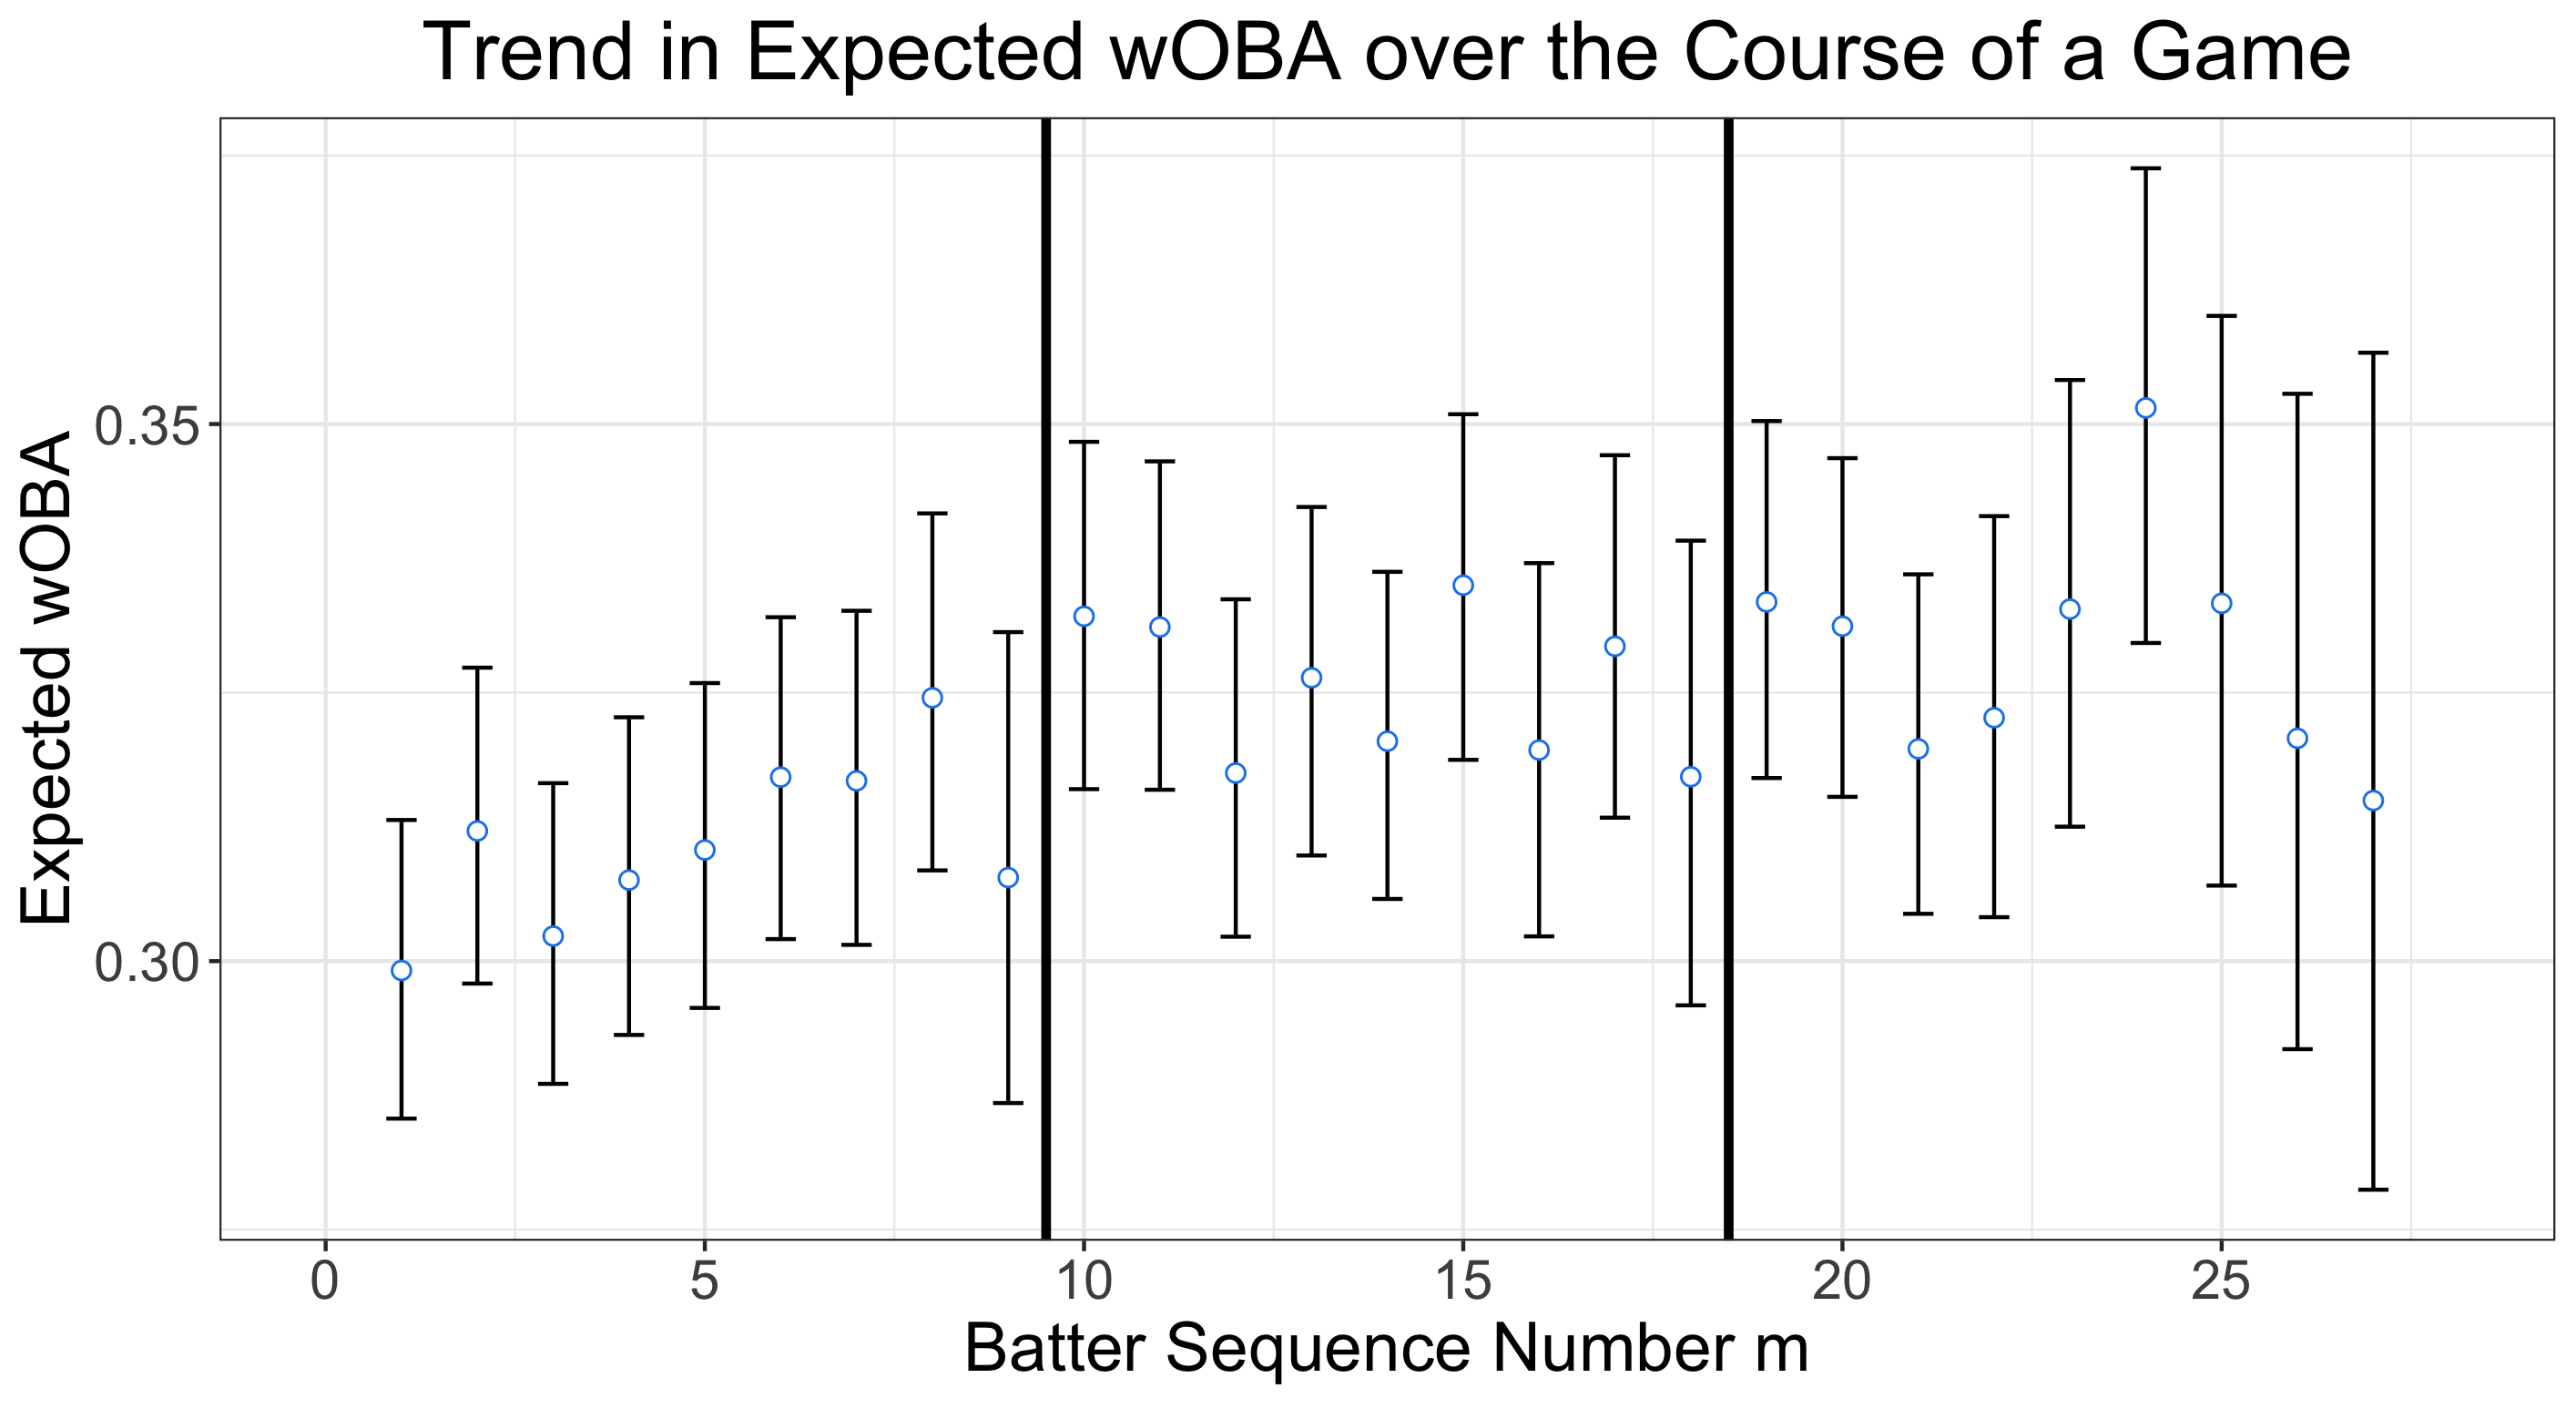 Trend in Expected wOBA over the Course of a Game
Expected wOBA
0.35
0.30
0 5 10 15 20 25
Batter Sequence Number m